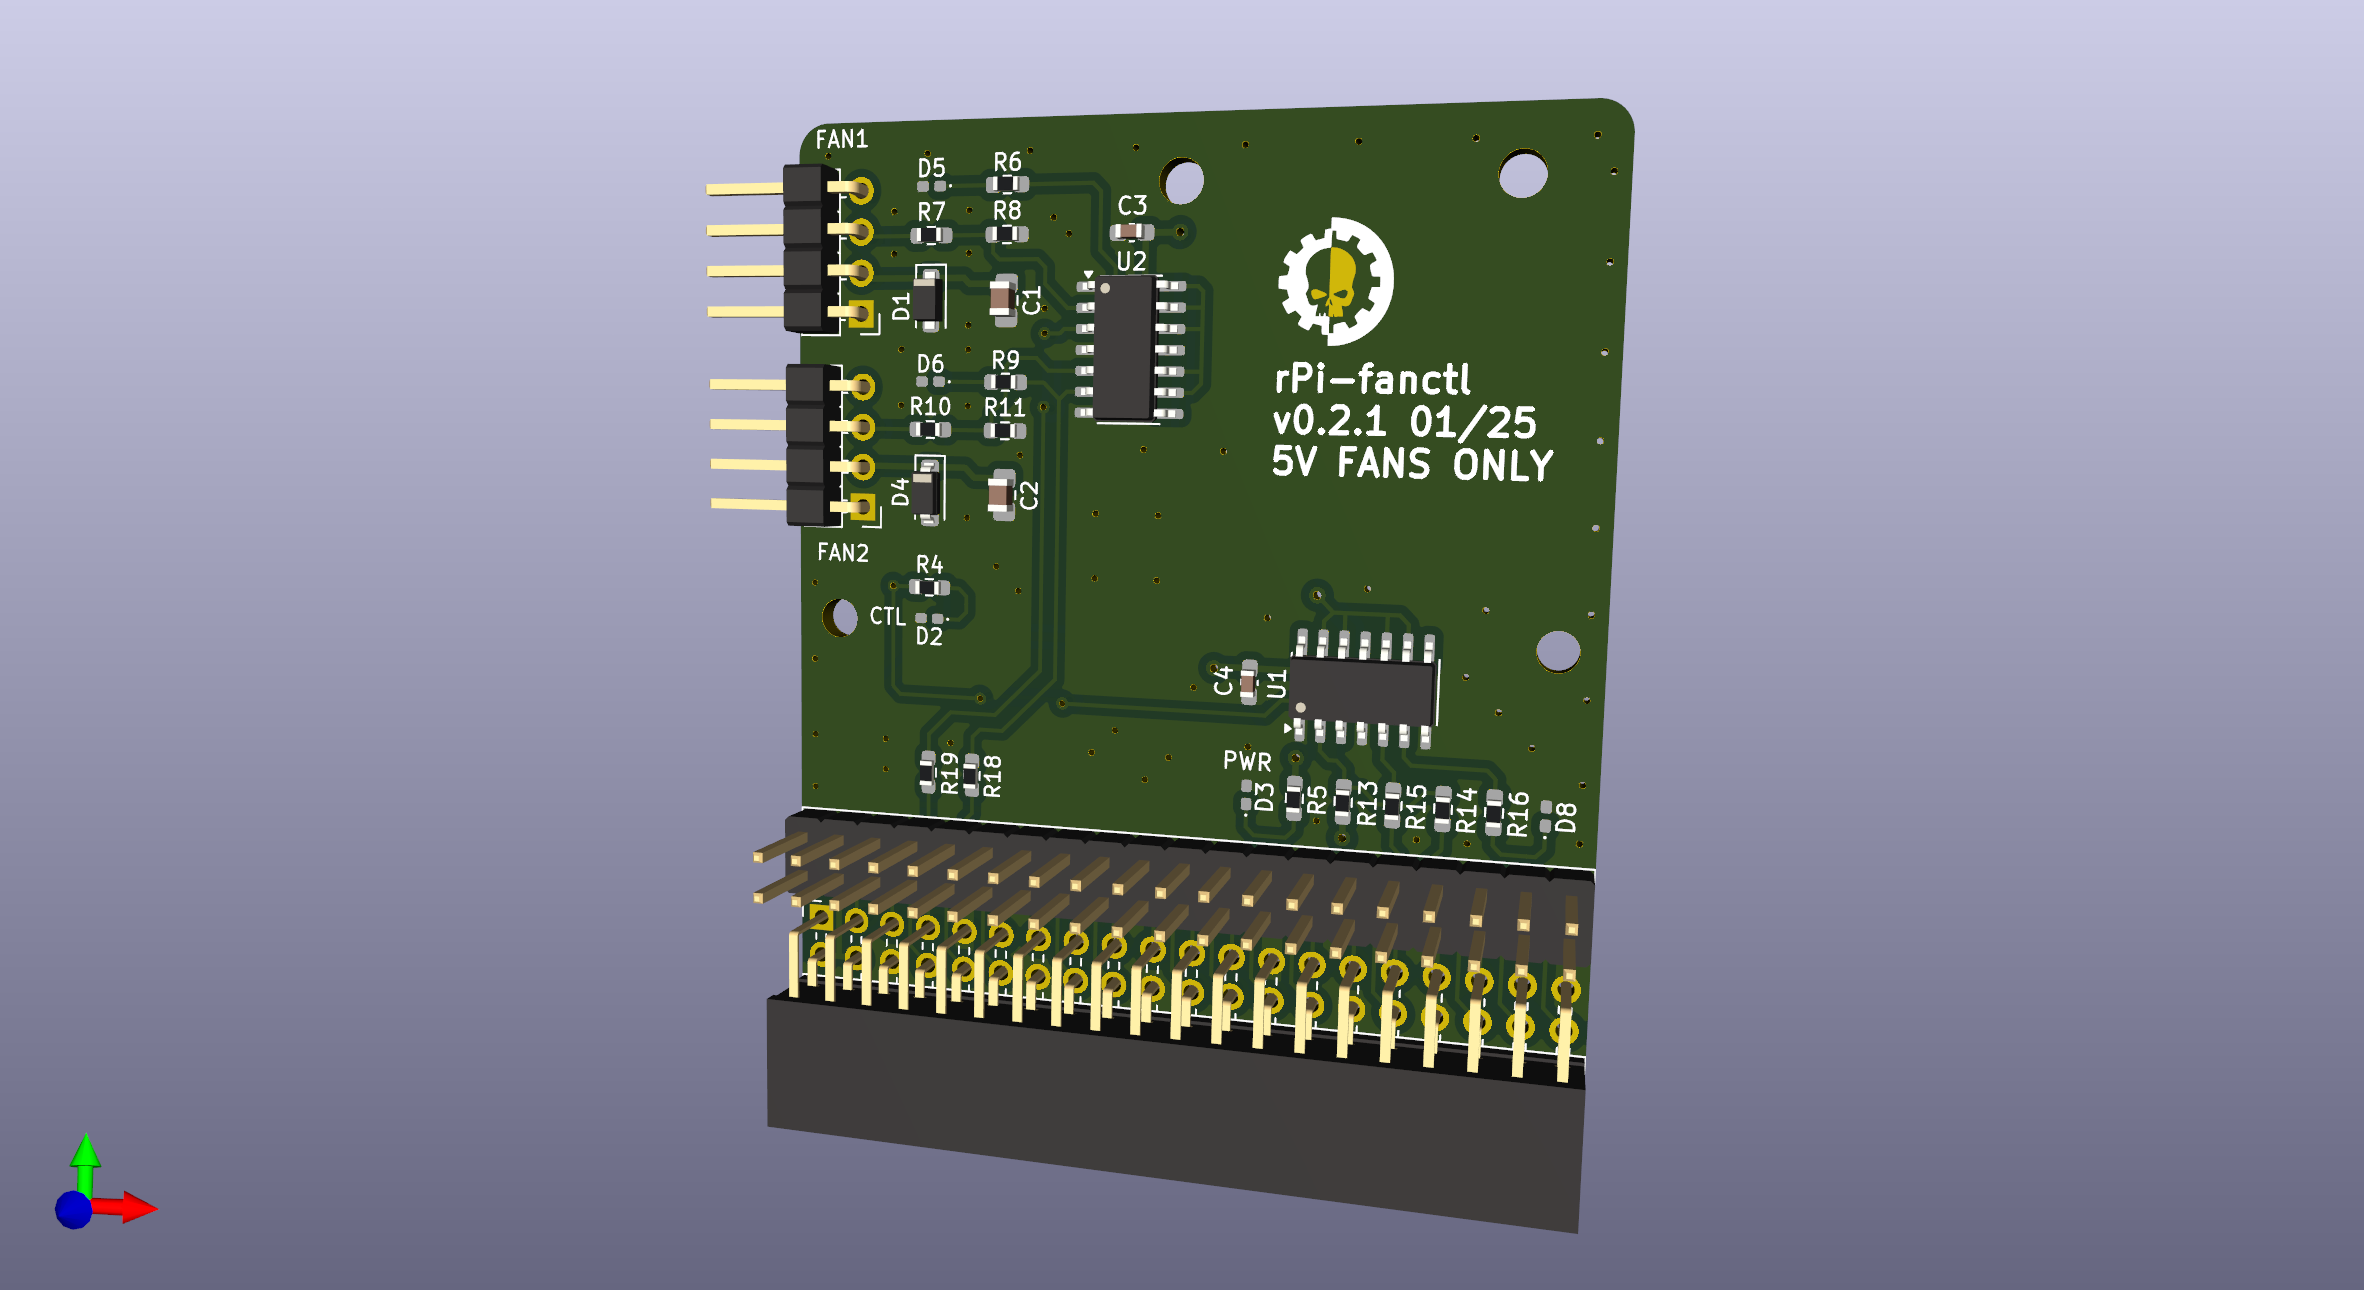 FAN1
D5
R6
R7
R8
C3
U2
D1
C1
D6
R9
R10
R11
D4
C2
FAN2
rPi-fanctl
v0.2.1 01/25
5V FANS ONLY
R4
CTL
D2
C4
U1
R19
R18
PWR
D3
R5
R13
R15
R14
R16
D8